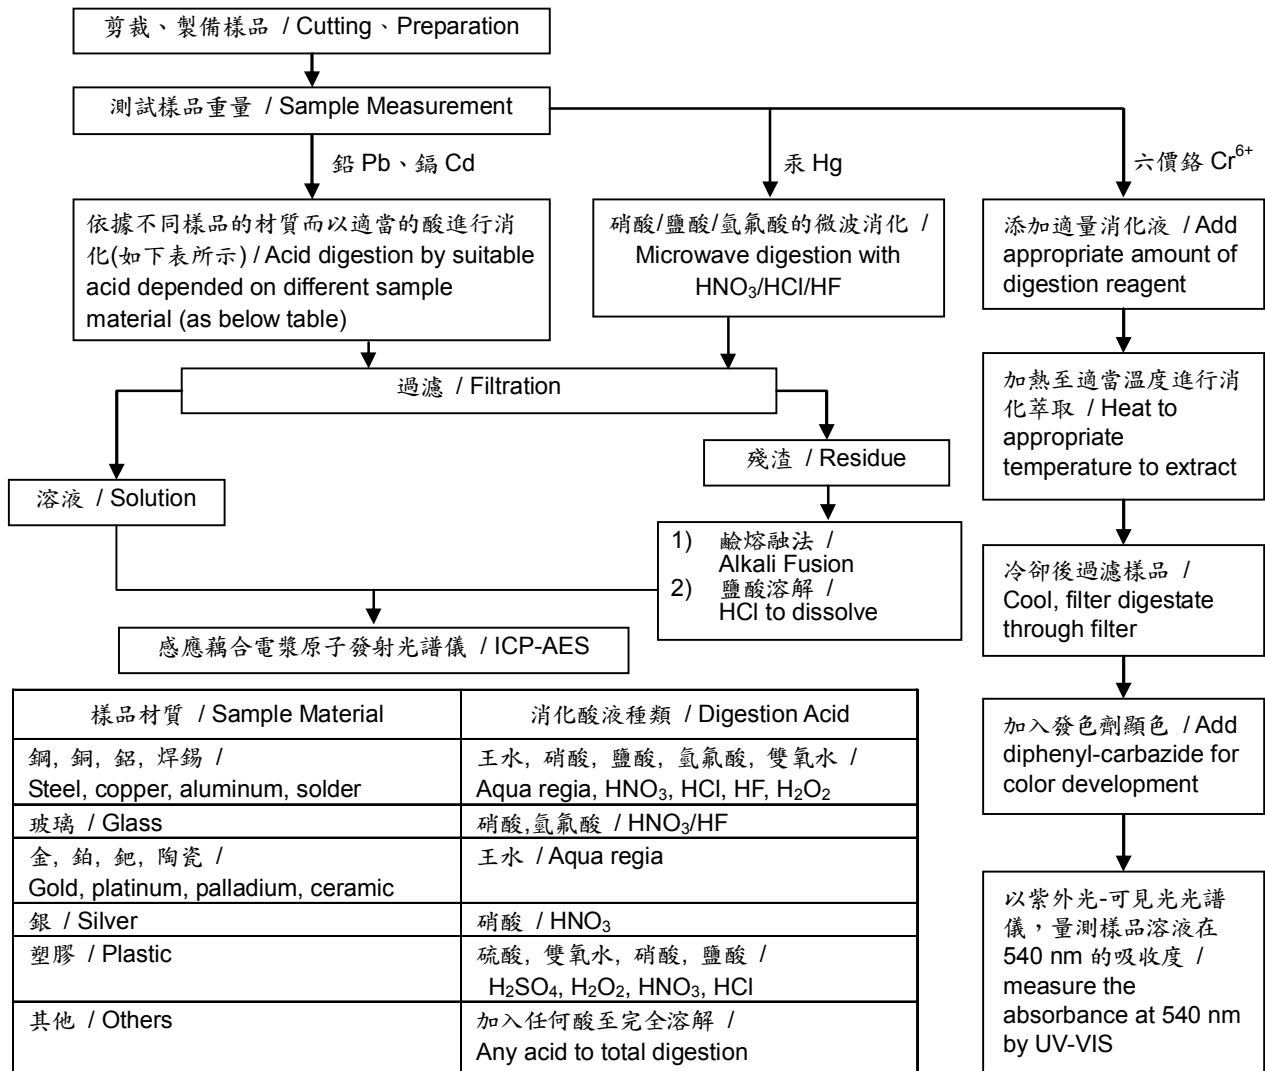 剪裁、製備樣品 / Cutting、Preparation
測試樣品重量 / Sample Measurement
鉛 Pb、鎘 Cd
汞 Hg
六價鉻 Cr⁶⁺
依據不同樣品的材質而以適當的酸進行消
化(如下表所示) / Acid digestion by suitable
acid depended on different sample
material (as below table)
硝酸/鹽酸/氫氟酸的微波消化 /
Microwave digestion with
HNO₃/HCl/HF
添加適量消化液 / Add
appropriate amount of
digestion reagent
過濾 / Filtration
加熱至適當溫度進行消
化萃取 / Heat to
appropriate
temperature to extract
殘渣 / Residue
溶液 / Solution
1) 鹼熔融法 /
Alkali Fusion
2) 鹽酸溶解 /
HCl to dissolve
冷卻後過濾樣品 /
Cool, filter digestate
through filter
感應藕合電漿原子發射光譜儀 / ICP-AES
加入發色劑顯色 / Add
diphenyl-carbazide for
color development
以紫外光-可見光光譜
儀，量測樣品溶液在
540 nm 的吸收度 /
measure the
absorbance at 540 nm
by UV-VIS
樣品材質 / Sample Material
消化酸液種類 / Digestion Acid
鋼, 銅, 鋁, 焊錫 /
Steel, copper, aluminum, solder
王水, 硝酸, 鹽酸, 氫氟酸, 雙氧水 /
Aqua regia, HNO₃, HCl, HF, H₂O₂
玻璃 / Glass
硝酸,氫氟酸 / HNO₃/HF
金, 鉑, 鈀, 陶瓷 /
Gold, platinum, palladium, ceramic
王水 / Aqua regia
銀 / Silver
硝酸 / HNO₃
塑膠 / Plastic
硫酸, 雙氧水, 硝酸, 鹽酸 /
H₂SO₄, H₂O₂, HNO₃, HCl
其他 / Others
加入任何酸至完全溶解 /
Any acid to total digestion